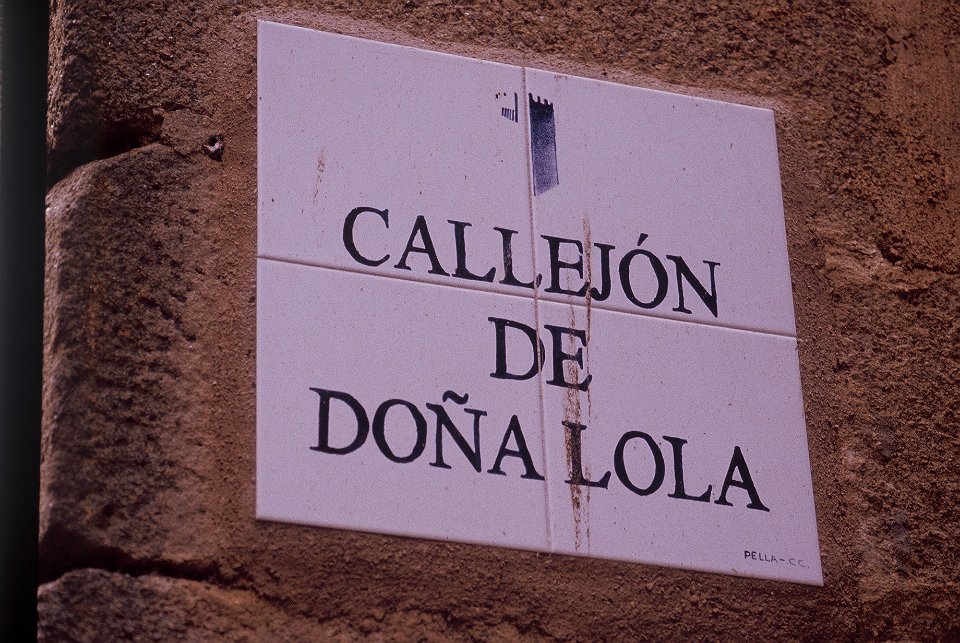 CALLEJÓN
DE
DOÑA LOLA
PELLA-CC.